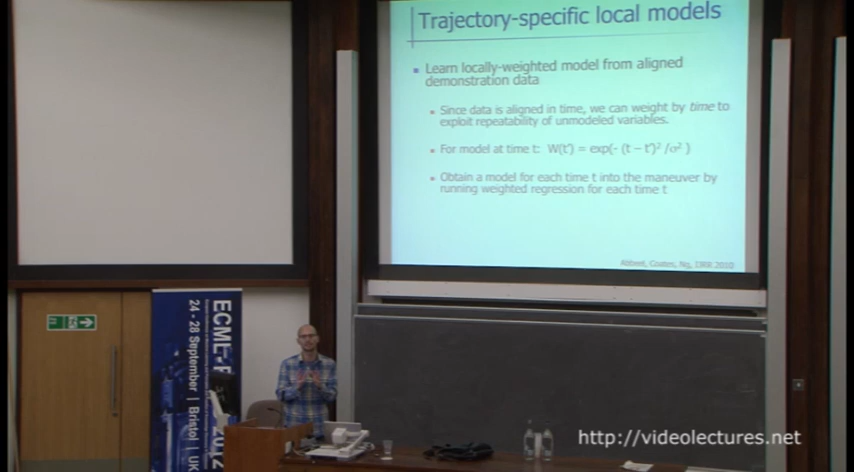 Trajectory-specific local models
Learn locally-weighted model from aligned
demonstration data
Since data is aligned in time, we can weight by time to
exploit repeatability of unmodeled variables.
For model at time t: W(t') = exp(- (t – t')² /σ² )
Obtain a model for each time t into the maneuver by
running weighted regression for each time t
Abbeel, Coates, Ng, IJRR 2010
ECML-P
2012
24 - 28 September | Bristol | UK
http://videolectures.net